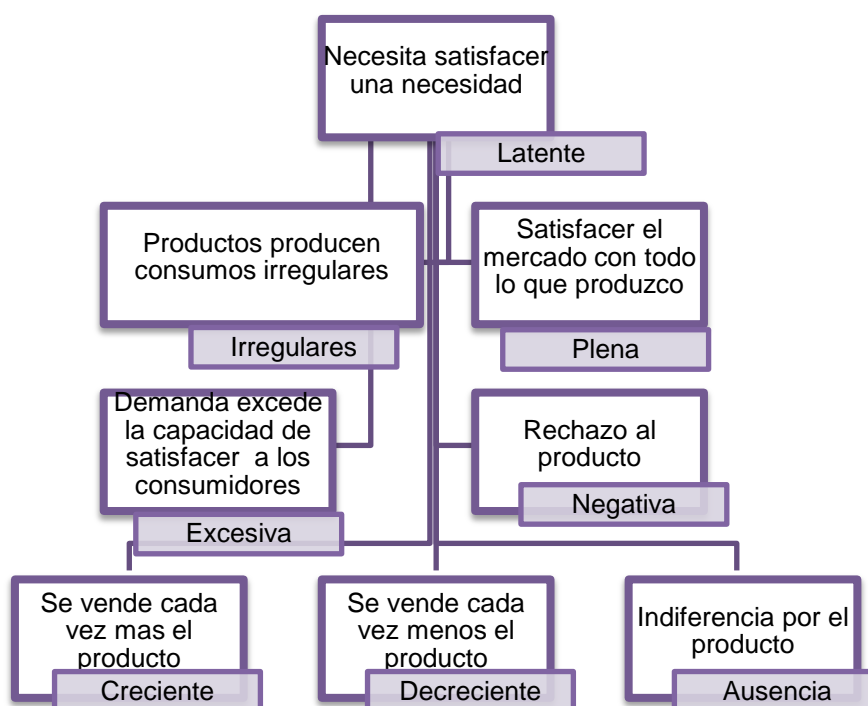 Necesita satisfacer
una necesidad
Latente
Productos producen
consumos irregulares
Irregulares
Satisfacer el
mercado con todo
lo que produzco
Plena
Demanda excede
la capacidad de
satisfacer a los
consumidores
Excesiva
Rechazo al
producto
Negativa
Se vende cada
vez mas el
producto
Creciente
Se vende cada
vez menos el
producto
Decreciente
Indiferencia por el
producto
Ausencia